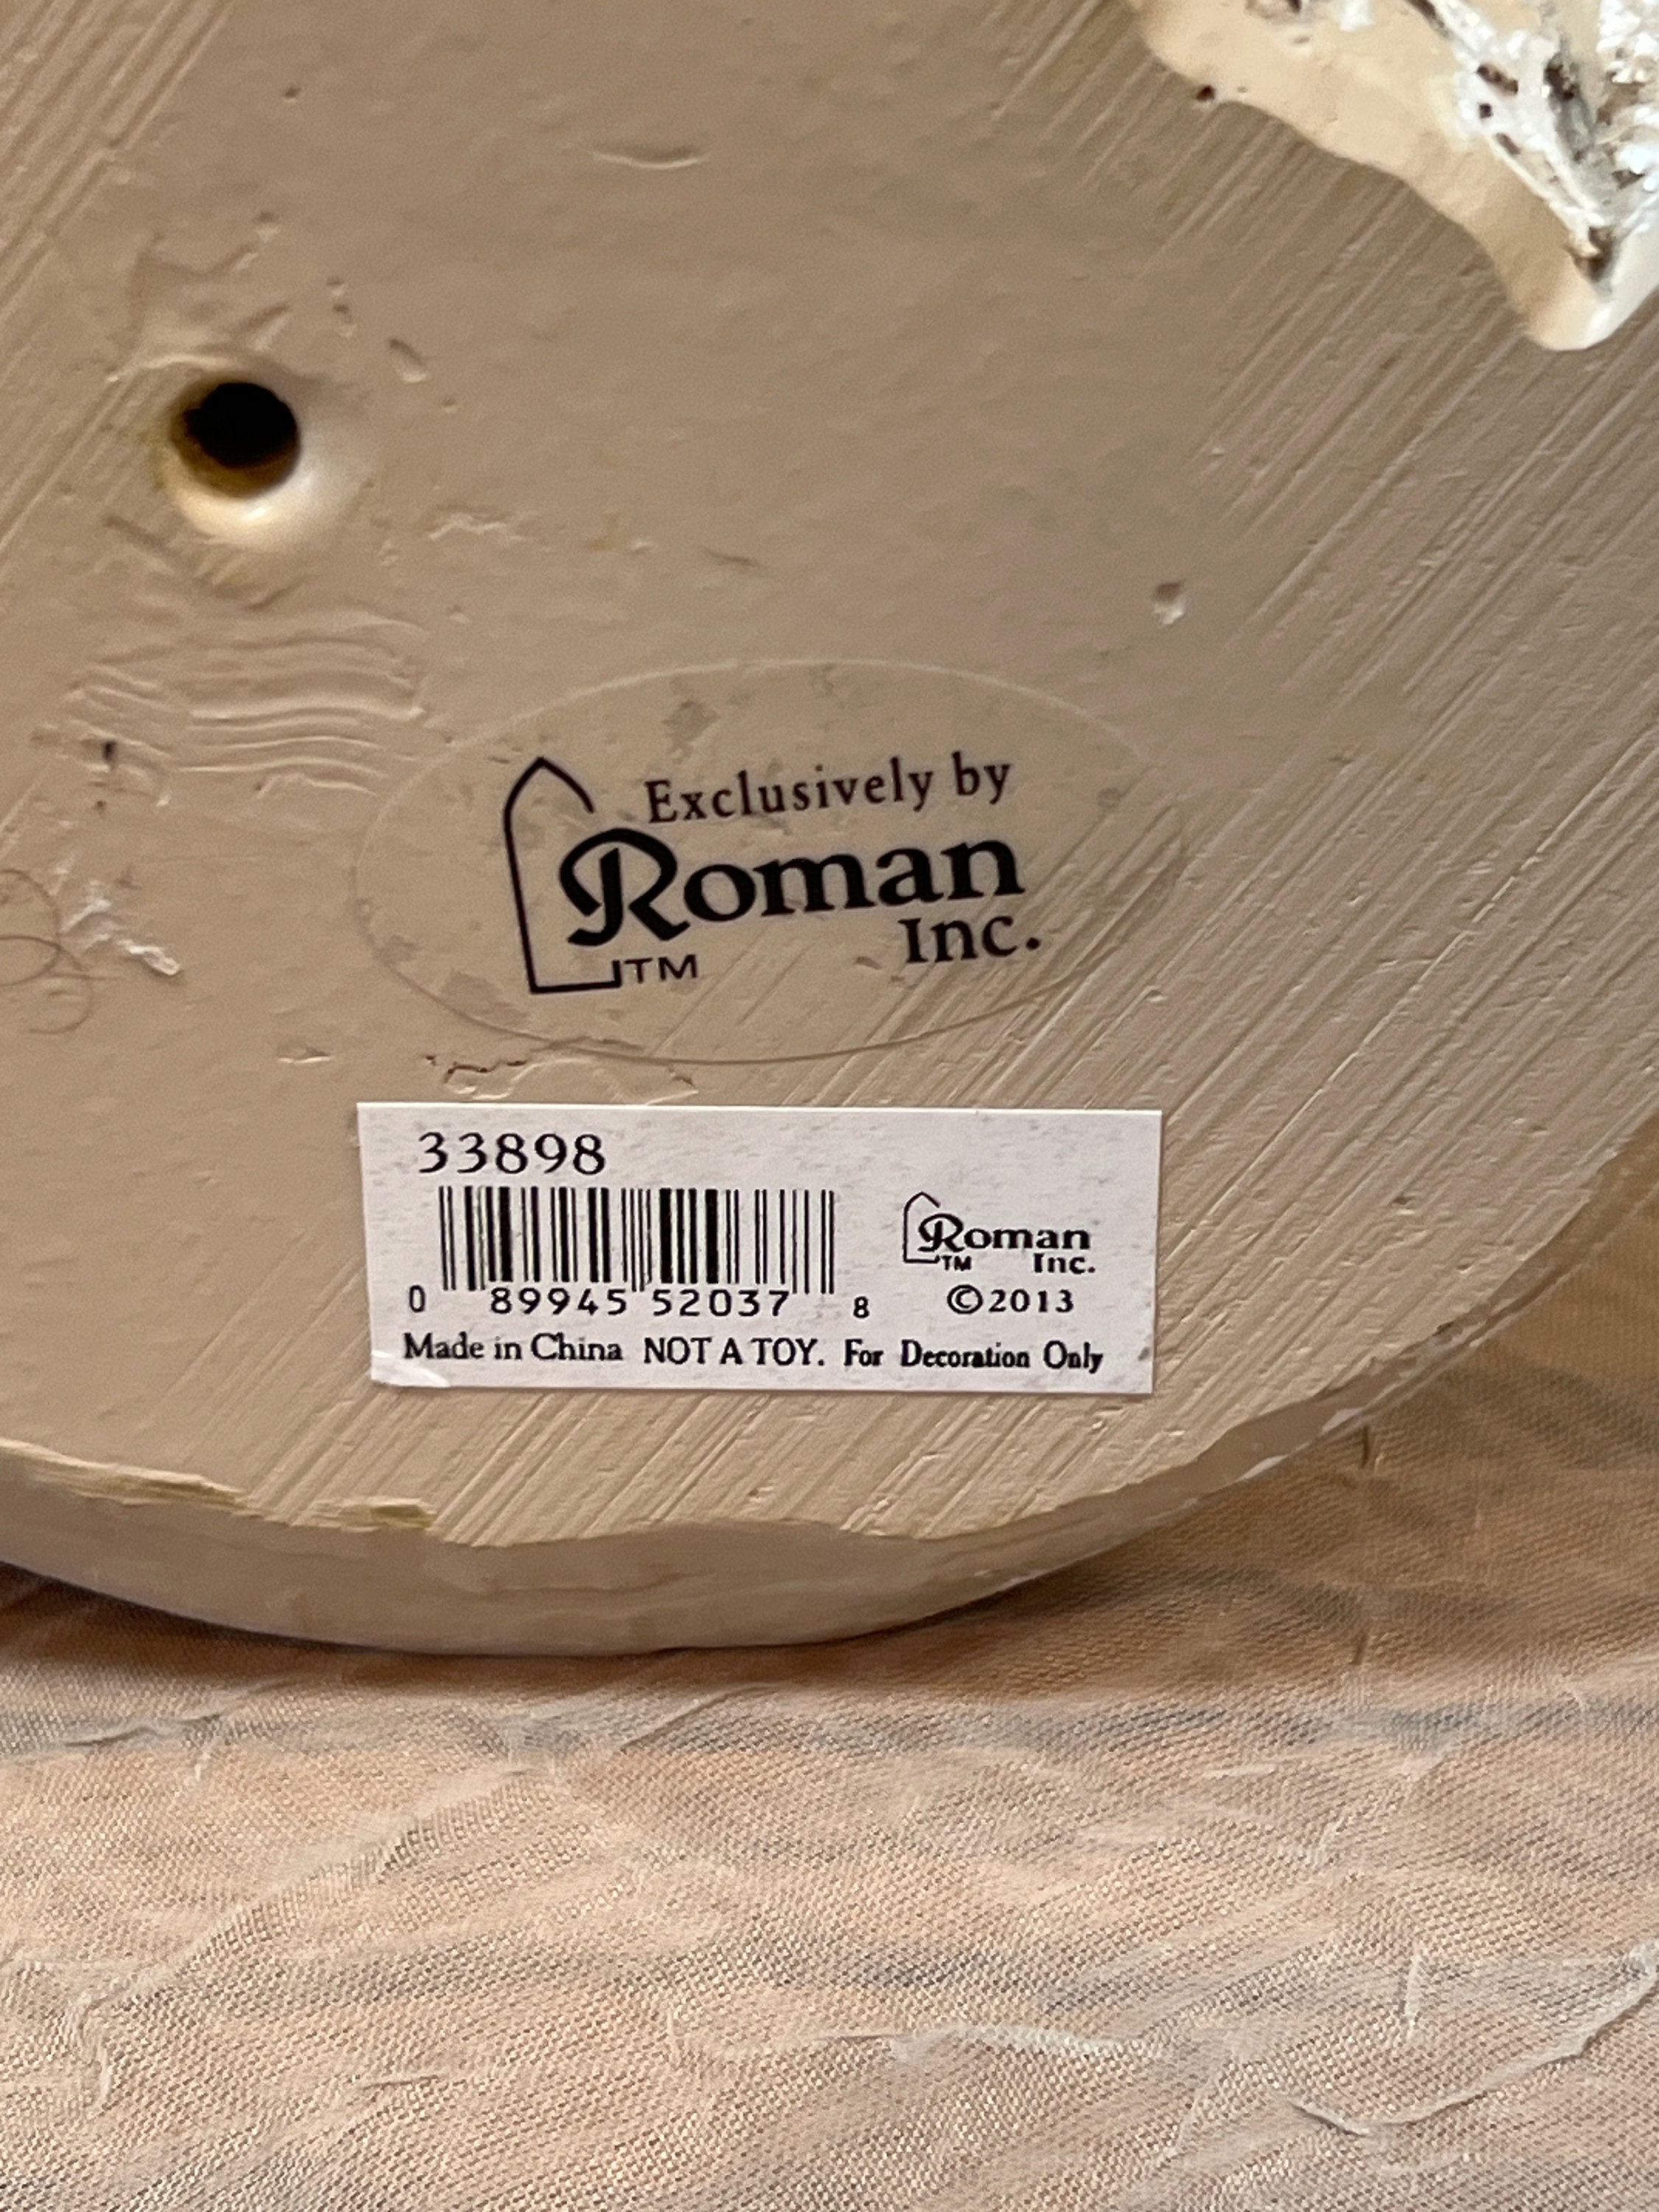 Exclusively by
Roman
Inc.
TM
33898
0 89945 52037 8
Roman
TM Inc.
©2013
Made in China NOT A TOY. For Decoration Only